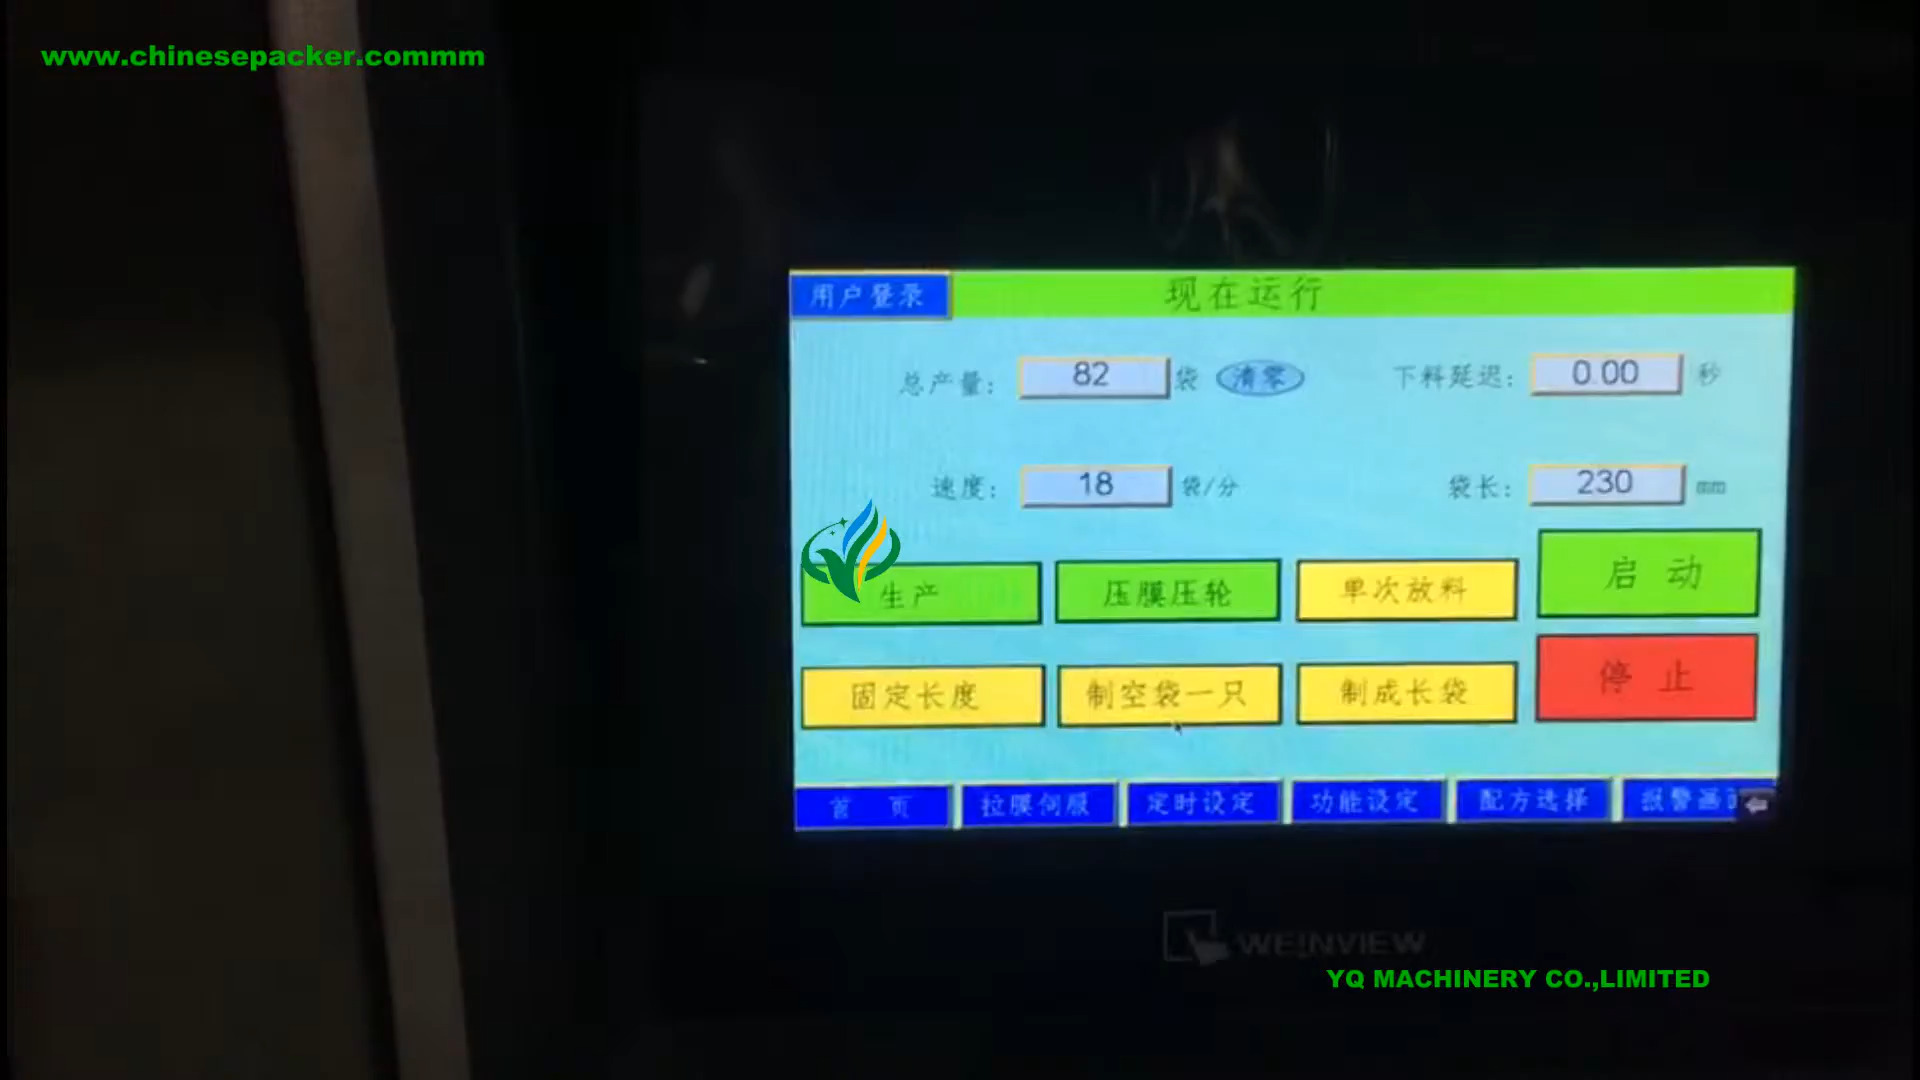 www.chinesepacker.commm
用户登录
现在运行
总产量: 82 袋 清零
下料延迟: 0.00 秒
速度: 18 袋/分
袋长: 230 mm
生产
压膜压轮
单次放料
启动
固定长度
制空袋一只
制成长袋
停止
首页
拉膜伺服
定时设定
功能设定
配方选择
报警画
WEINVIEW
YQ MACHINERY CO.,LIMITED